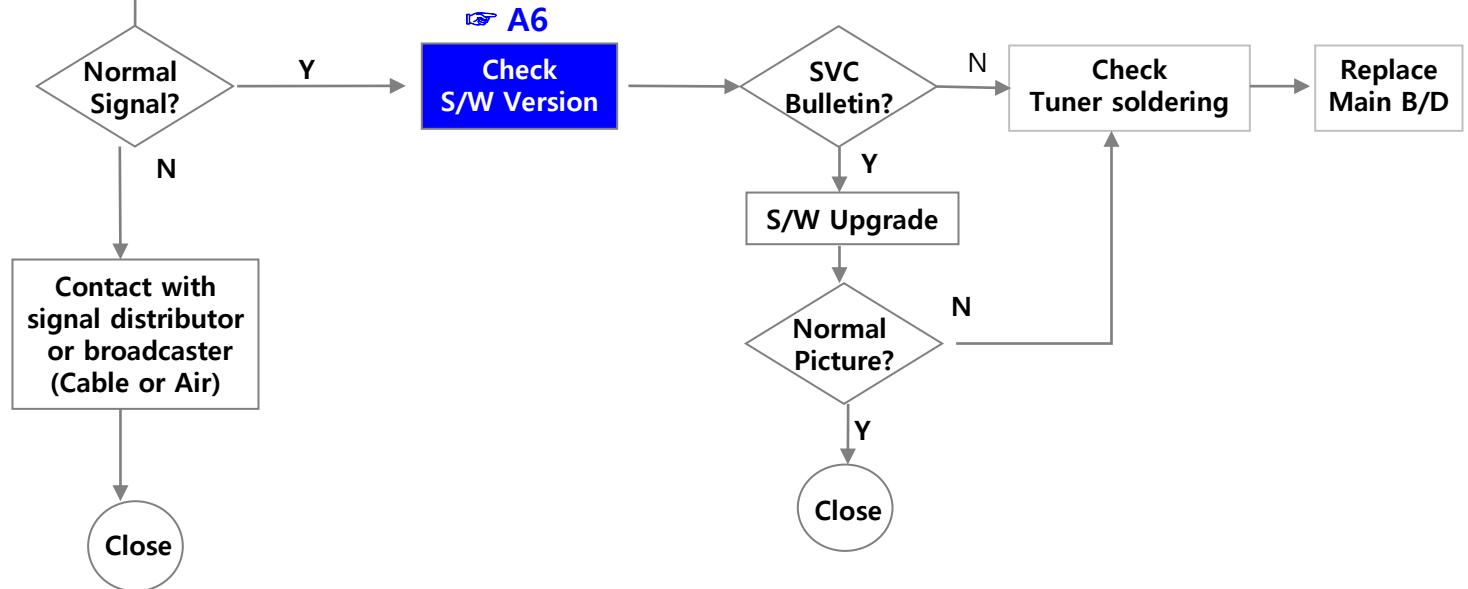 ☞ A6
Normal
Signal?
Y
Check
S/W Version
SVC
Bulletin?
N
Check
Tuner soldering
Replace
Main B/D
N
Y
S/W Upgrade
Contact with
signal distributor
or broadcaster
(Cable or Air)
Normal
Picture?
N
Y
Close
Close